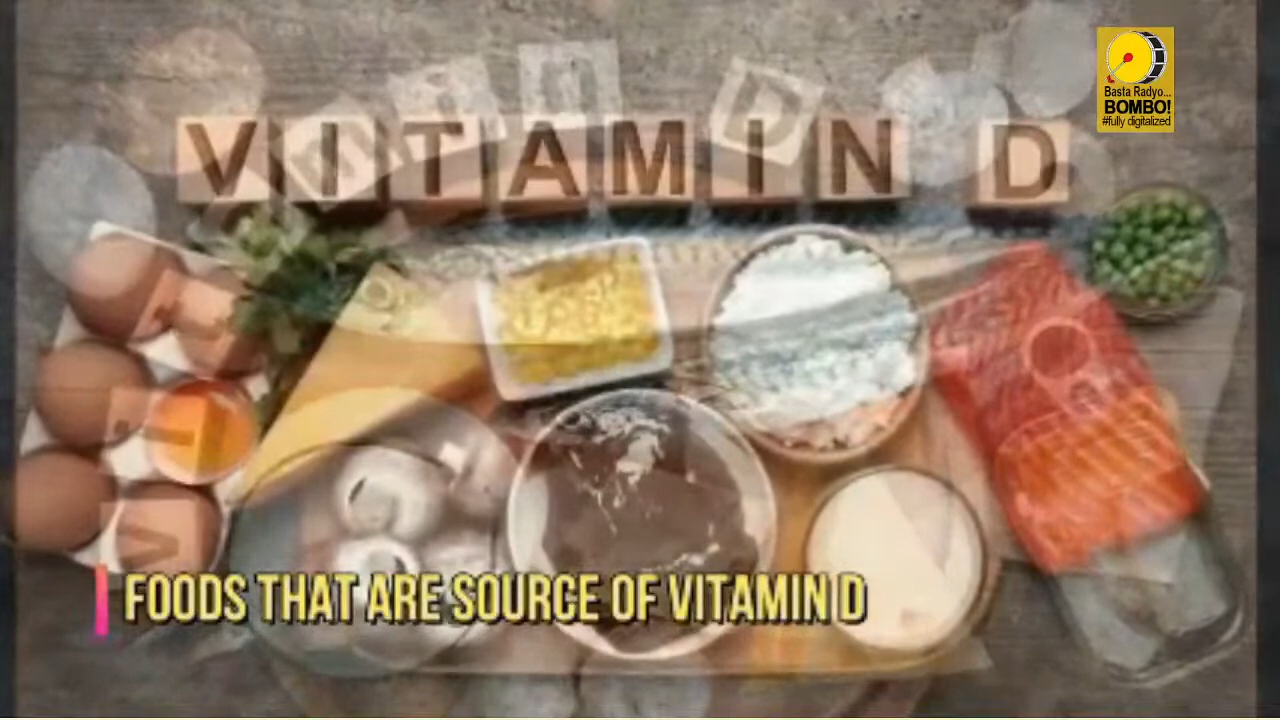 Basta Radyo...
BOMBO!
#fully digitalized
VITAMIN D
FOODS THAT ARE SOURCE OF VITAMIN D